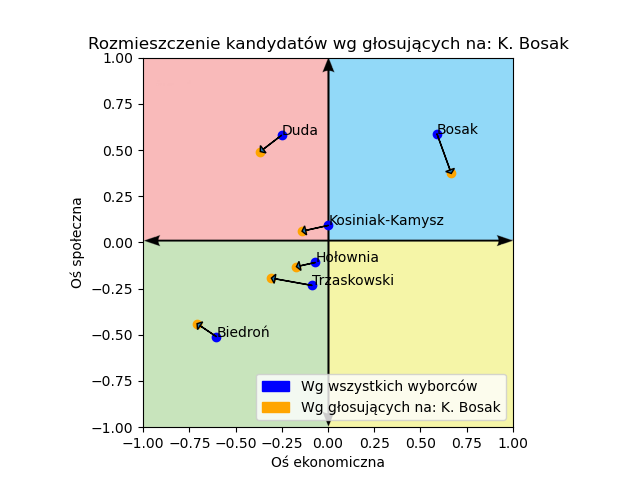 Rozmieszczenie kandydatów wg głosujących na: K. Bosak
1.00
0.75
0.50
0.25
0.00
−0.25
−0.50
−0.75
−1.00
Oś społeczna
Duda
Bosak
Kosiniak-Kamysz
Hołownia
Trzaskowski
Biedroń
Wg wszystkich wyborców
Wg głosujących na: K. Bosak
−1.00 −0.75 −0.50 −0.25 0.00 0.25 0.50 0.75 1.00
Oś ekonomiczna